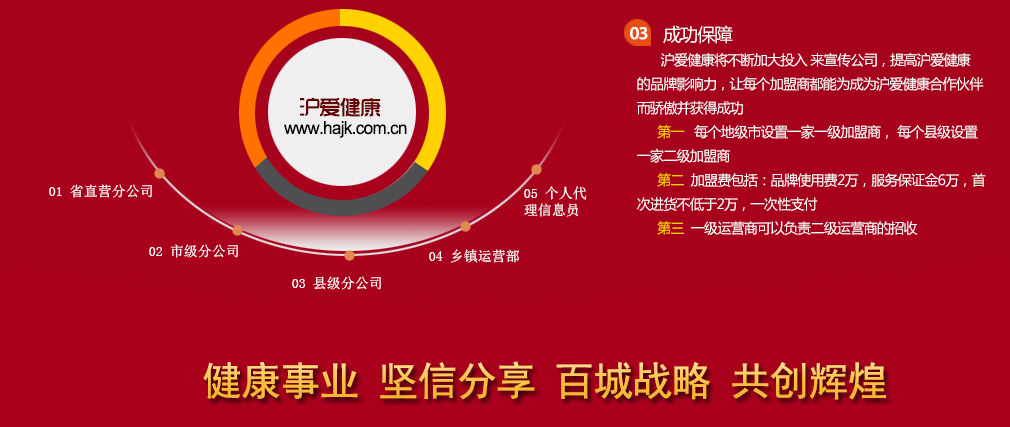 沪爱健康
www.hajk.com.cn
01 省直营分公司
02 市级分公司
03 县级分公司
04 乡镇运营部
05 个人代
理信息员
03 成功保障
沪爱健康将不断加大投入 来宣传公司，提高沪爱健康
的品牌影响力，让每个加盟商都能为成为沪爱健康合作伙伴
而骄傲并获得成功
第一 每个地级市设置一家一级加盟商， 每个县级设置
一家二级加盟商
第二 加盟费包括：品牌使用费2万，服务保证金6万，首
次进货不低于2万，一次性支付
第三 一级运营商可以负责二级运营商的招收
健康事业 坚信分享 百城战略 共创辉煌